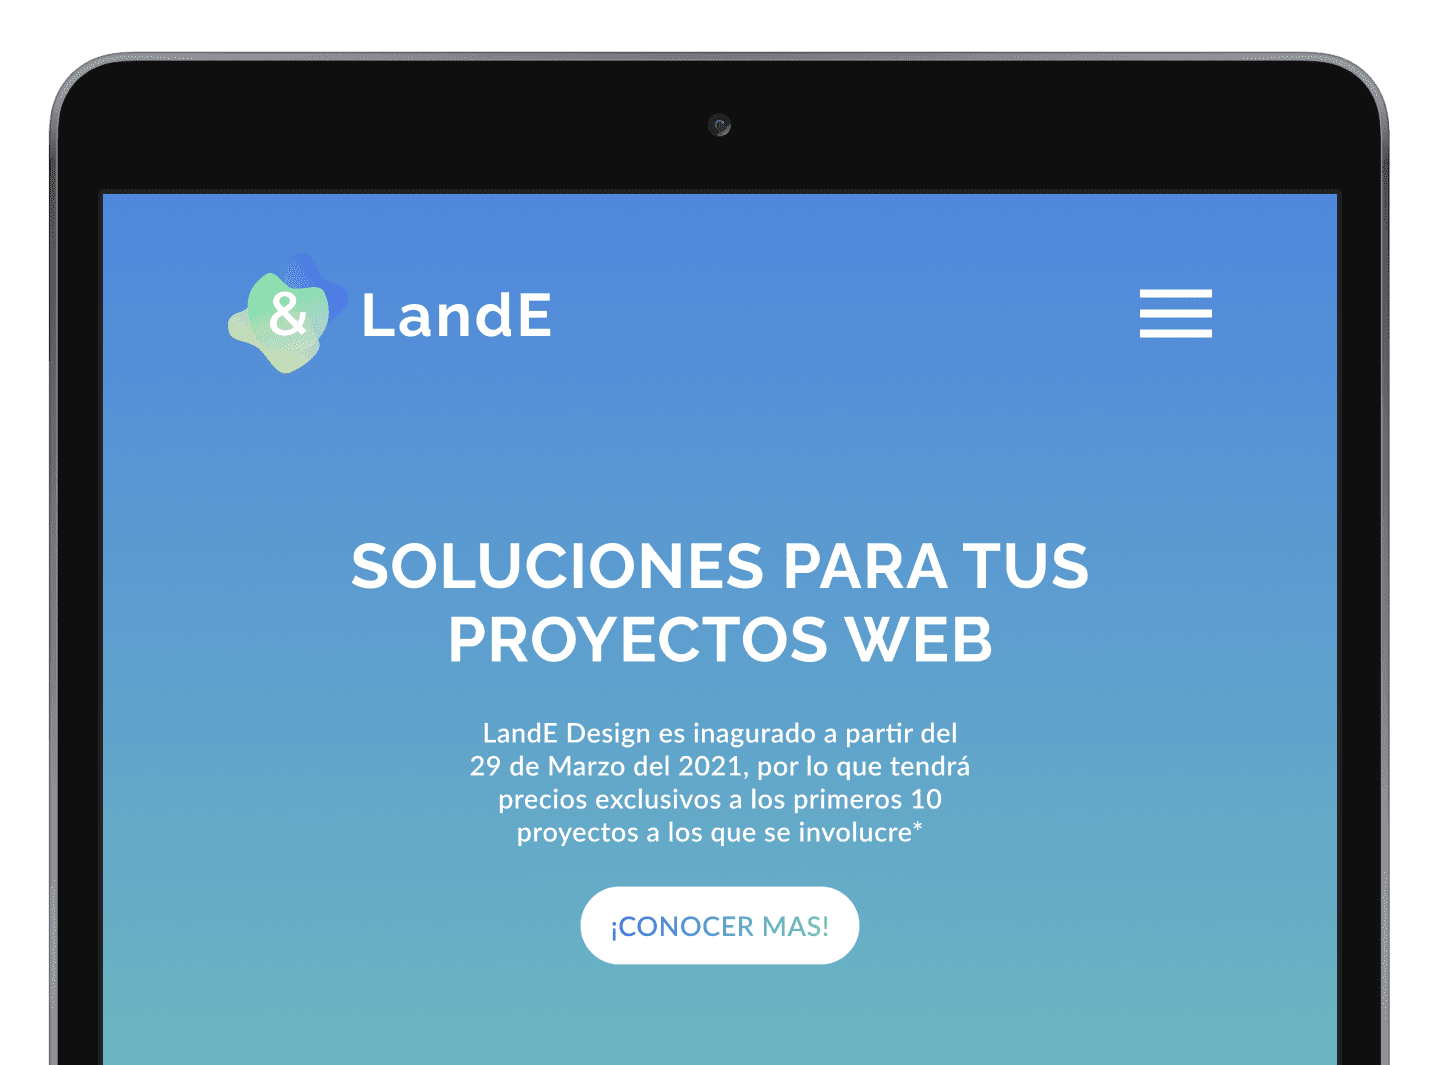 & LandE
SOLUCIONES PARA TUS
PROYECTOS WEB
LandE Design es inagurado a partir del
29 de Marzo del 2021, por lo que tendrá
precios exclusivos a los primeros 10
proyectos a los que se involucre*
¡CONOCER MAS!